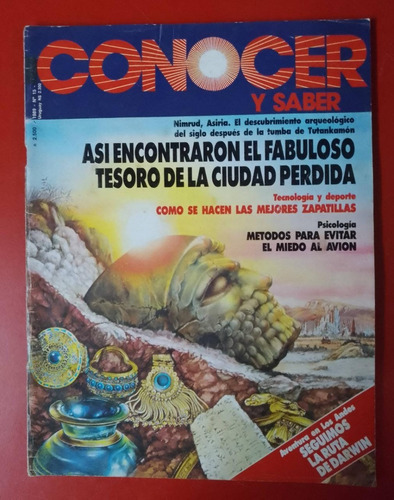 CONOCER
Y SABER
Nimrud, Asiria. El descubrimiento arqueológico
del siglo después de la tumba de Tutankamón
ASI ENCONTRARON EL FABULOSO
TESORO DE LA CIUDAD PERDIDA
Tecnología y deporte
COMO SE HACEN LAS MEJORES ZAPATILLAS
Psicología
METODOS PARA EVITAR
EL MIEDO AL AVION
Aventura en Los Andes
SEGUIMOS
LA RUTA
DE DARWIN